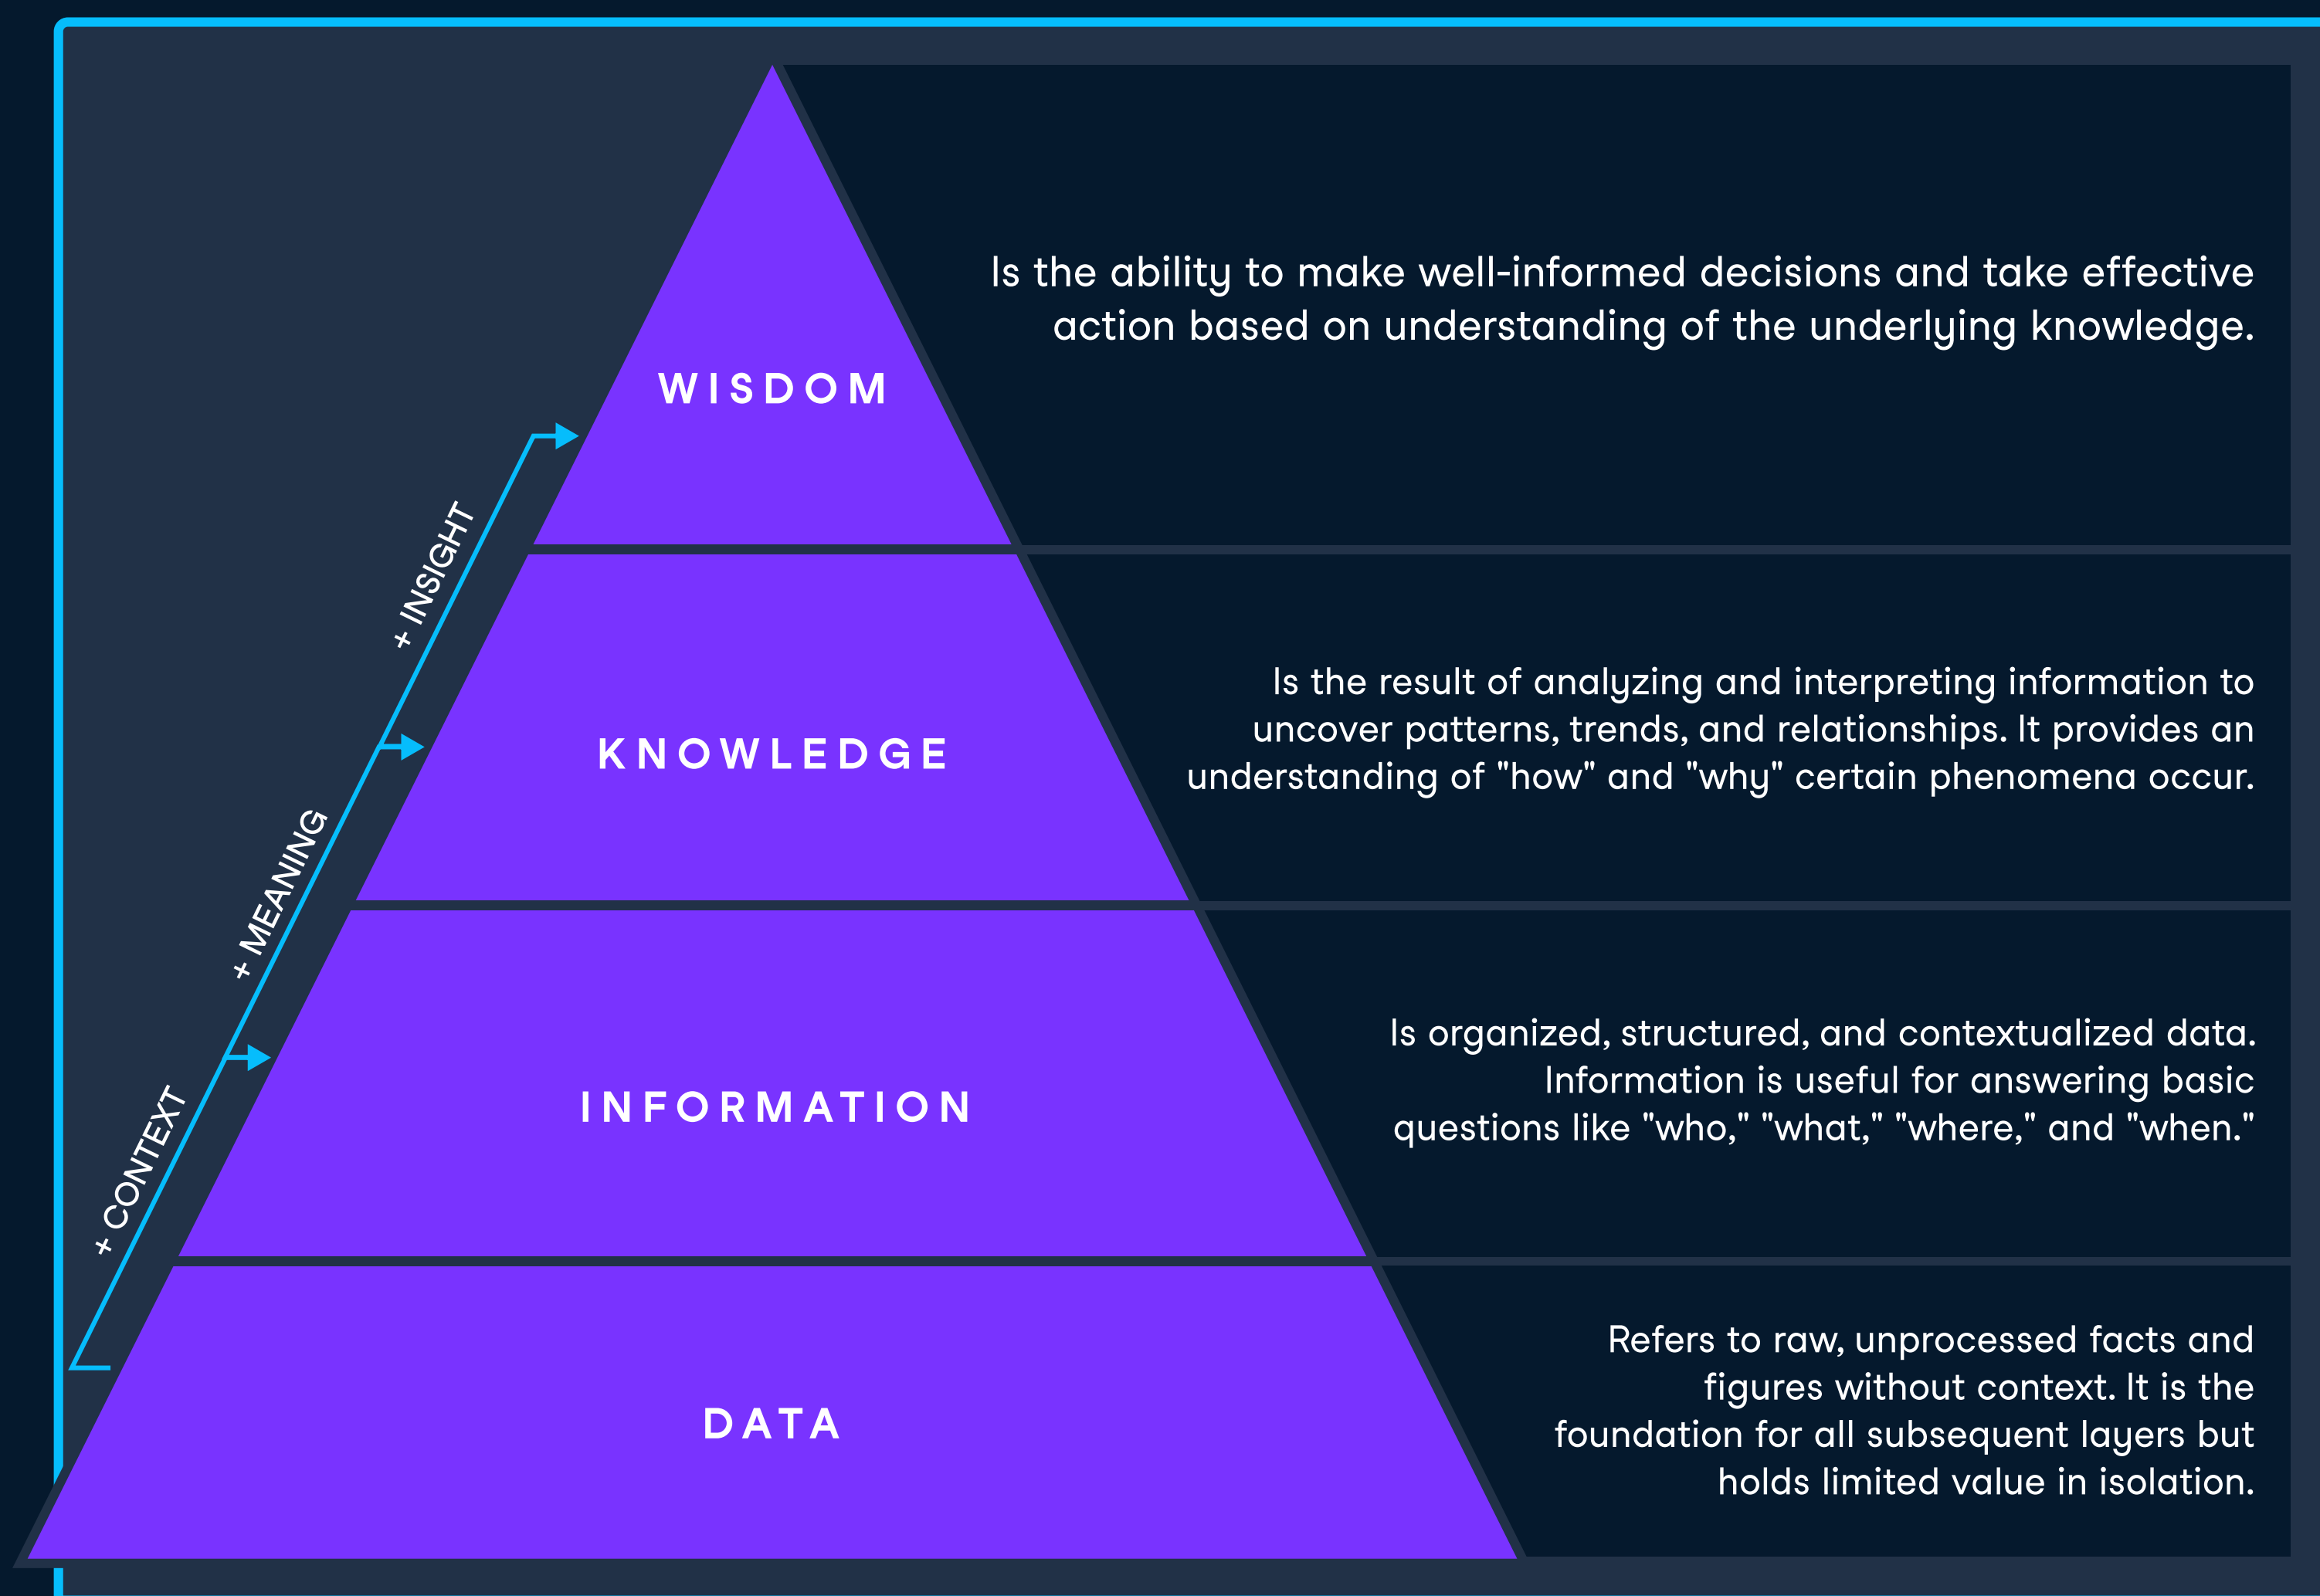 Is the ability to make well-informed decisions and take effective
action based on understanding of the underlying knowledge.
WISDOM
+ INSIGHT
Is the result of analyzing and interpreting information to
uncover patterns, trends, and relationships. It provides an
understanding of "how" and "why" certain phenomena occur.
KNOWLEDGE
+ MEANING
Is organized, structured, and contextualized data.
Information is useful for answering basic
questions like "who," "what," "where," and "when."
INFORMATION
+ CONTEXT
Refers to raw, unprocessed facts and
figures without context. It is the
foundation for all subsequent layers but
holds limited value in isolation.
DATA